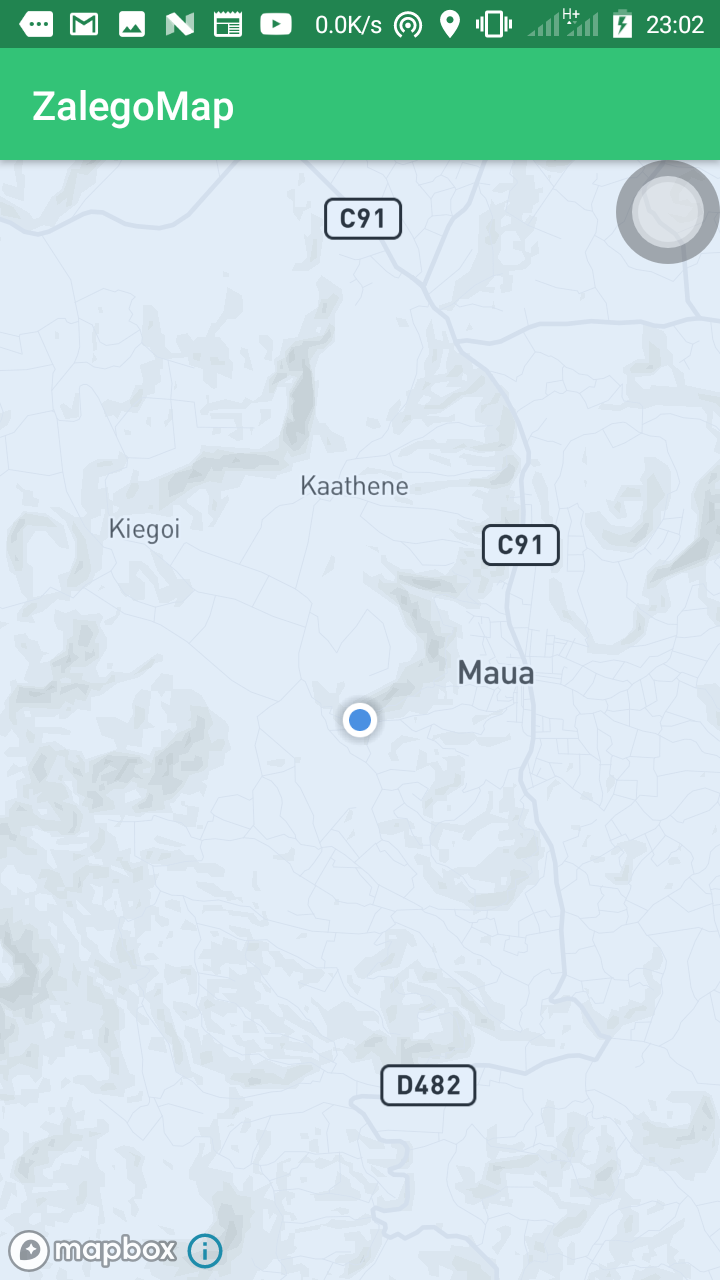 0.0K/s H+ 23:02
ZalegoMap
C91
Kaathene
Kiegoi
C91
Maua
D482
mapbox